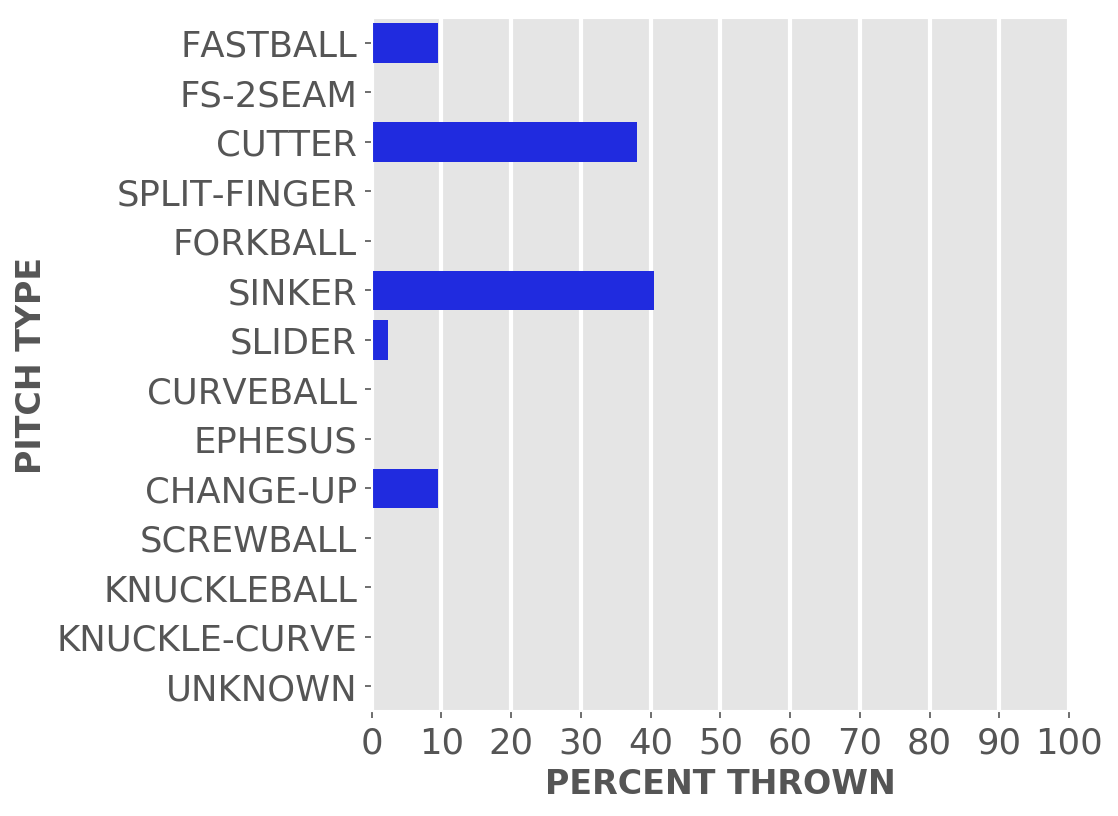 FASTBALL
FS-2SEAM
CUTTER
SPLIT-FINGER
FORKBALL
SINKER
SLIDER
CURVEBALL
EPHESUS
CHANGE-UP
SCREWBALL
KNUCKLEBALL
KNUCKLE-CURVE
UNKNOWN
PITCH TYPE
0 10 20 30 40 50 60 70 80 90 100
PERCENT THROWN